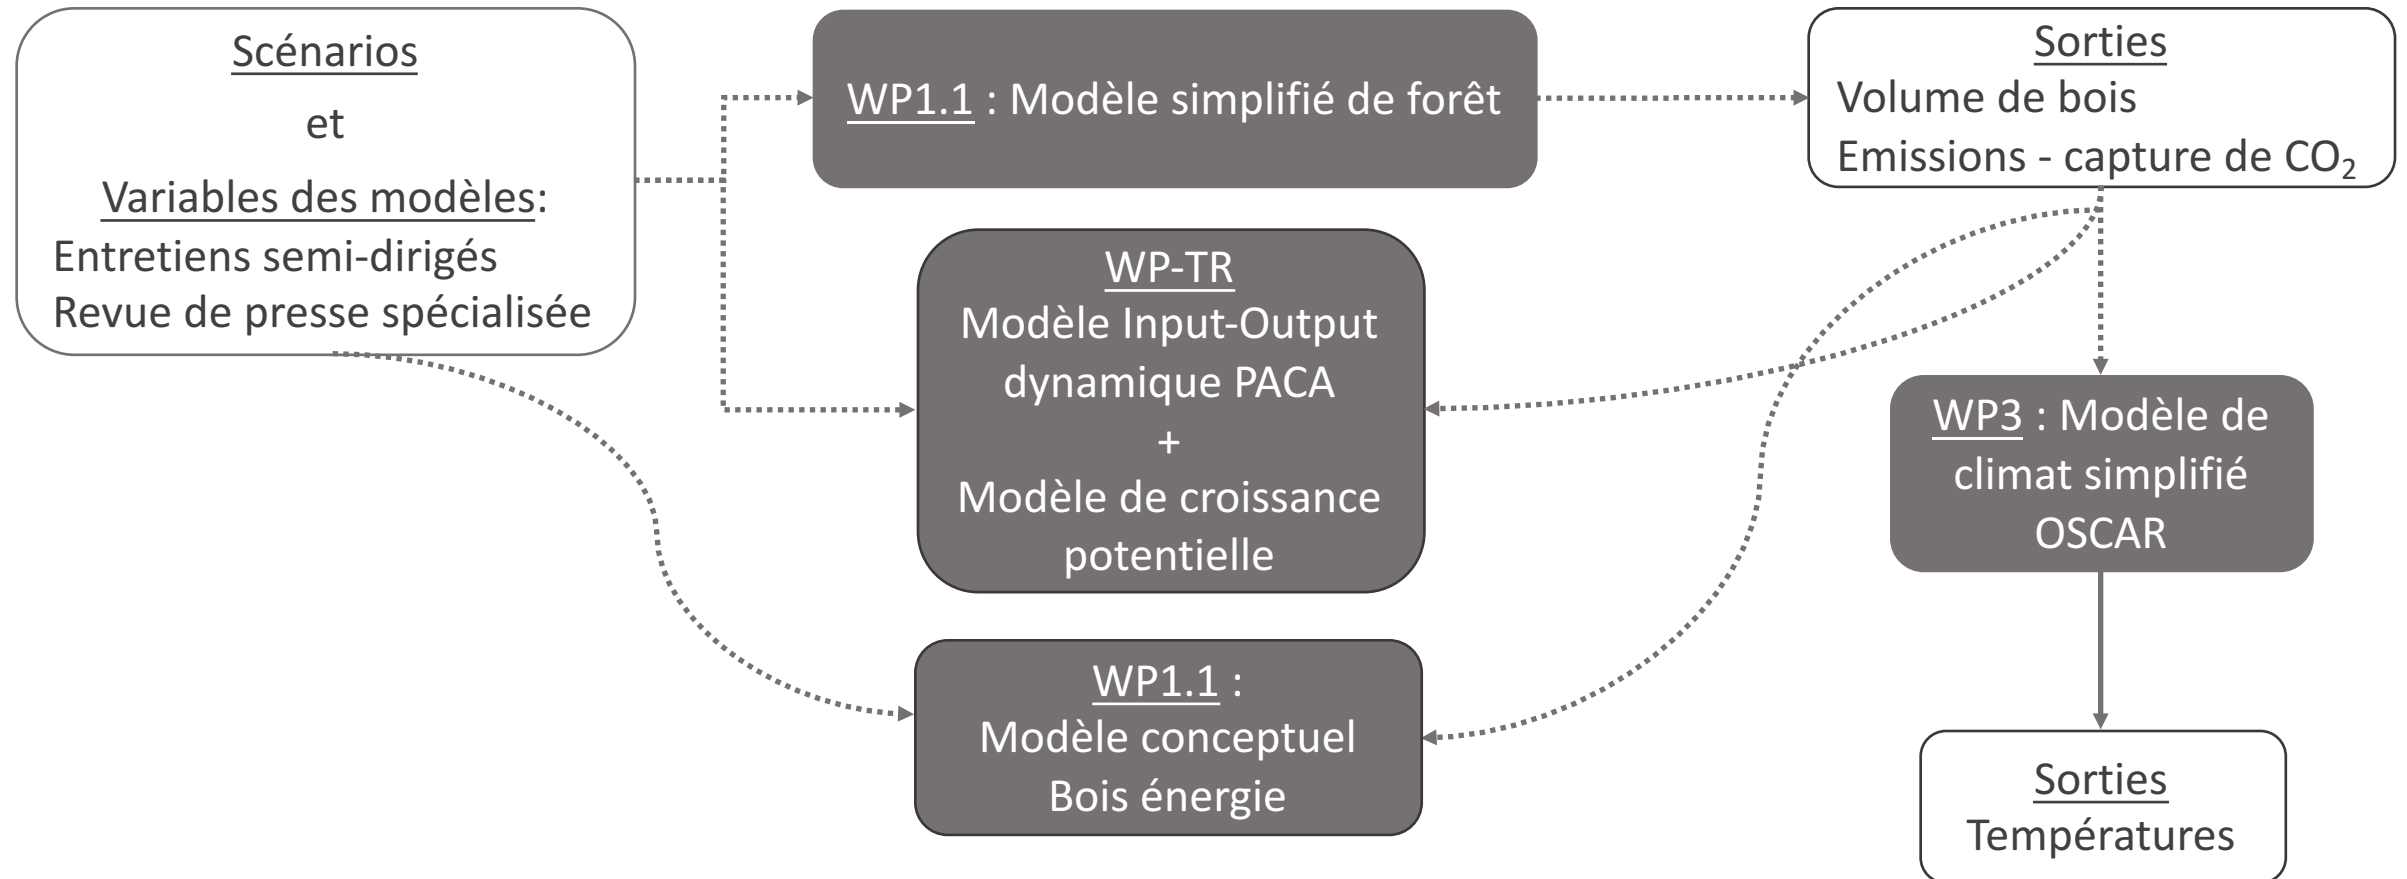 Scénarios
et
Variables des modèles:
Entretiens semi-dirigés
Revue de presse spécialisée
WP1.1 : Modèle simplifié de forêt
Sorties
Volume de bois
Emissions - capture de CO₂
WP-TR
Modèle Input-Output
dynamique PACA
+
Modèle de croissance
potentielle
WP3 : Modèle de
climat simplifié
OSCAR
WP1.1 :
Modèle conceptuel
Bois énergie
Sorties
Températures